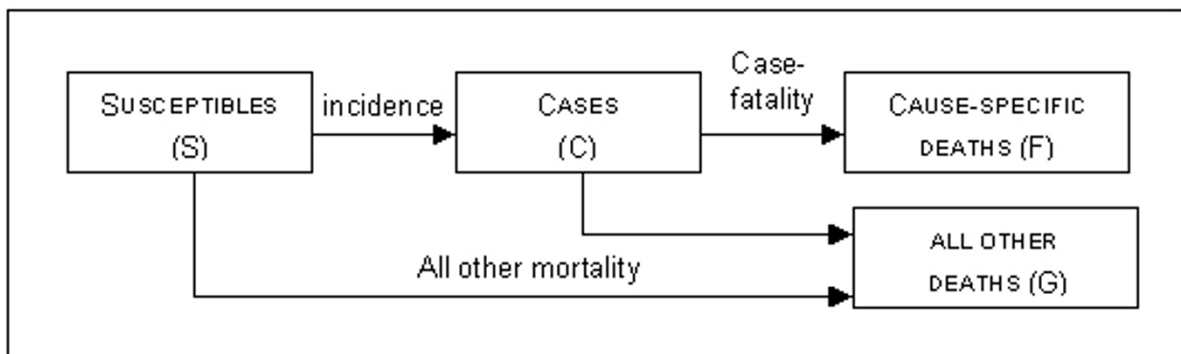 SUSCEPTIBLES
(S)
incidence
CASES
(C)
Case-
fatality
CAUSE-SPECIFIC
DEATHS (F)
All other mortality
ALL OTHER
DEATHS (G)